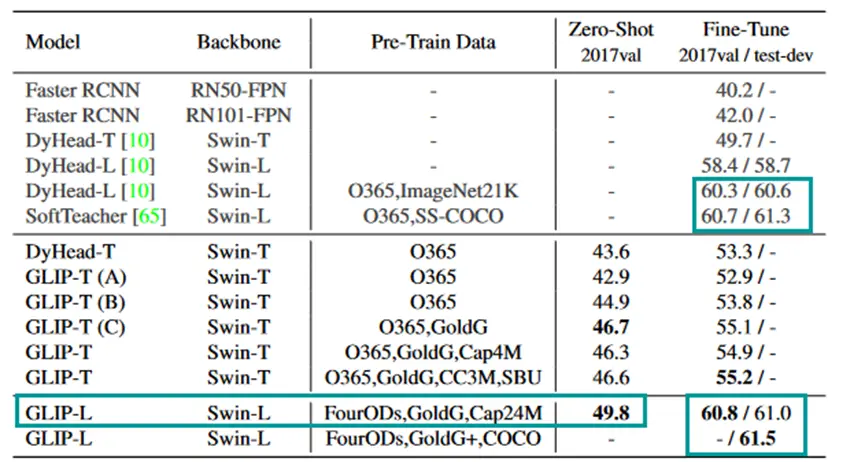 Model Backbone Pre-Train Data Zero-Shot Fine-Tune
2017val 2017val / test-dev
Faster RCNN RN50-FPN - - 40.2 / -
Faster RCNN RN101-FPN - - 42.0 / -
DyHead-T [10] Swin-T - - 49.7 / -
DyHead-L [10] Swin-L - - 58.4 / 58.7
DyHead-L [10] Swin-L O365,ImageNet21K - 60.3 / 60.6
SoftTeacher [65] Swin-L O365,SS-COCO - 60.7 / 61.3
DyHead-T Swin-T O365 43.6 53.3 / -
GLIP-T (A) Swin-T O365 42.9 52.9 / -
GLIP-T (B) Swin-T O365 44.9 53.8 / -
GLIP-T (C) Swin-T O365,GoldG 46.7 55.1 / -
GLIP-T Swin-T O365,GoldG,Cap4M 46.3 54.9 / -
GLIP-T Swin-T O365,GoldG,CC3M,SBU 46.6 55.2 / -
GLIP-L Swin-L FourODs,GoldG,Cap24M 49.8 60.8 / 61.0
GLIP-L Swin-L FourODs,GoldG+,COCO - - / 61.5